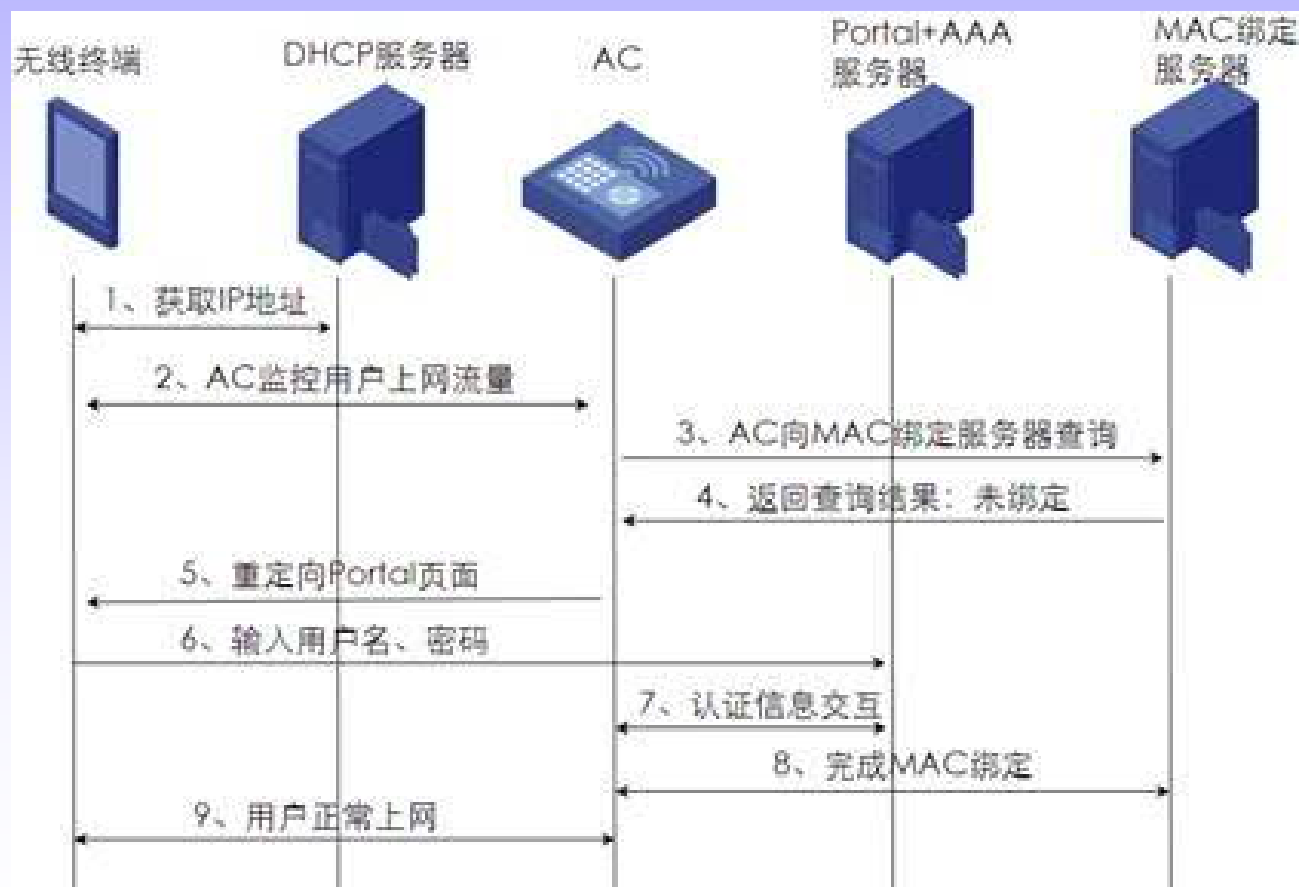 无线终端
DHCP服务器
AC
Portal+AAA
服务器
MAC绑定
服务器
1、获取IP地址
2、AC监控用户上网流量
3、AC向MAC绑定服务器查询
4、返回查询结果：未绑定
5、重定向Portal页面
6、输入用户名、密码
7、认证信息交互
8、完成MAC绑定
9、用户正常上网